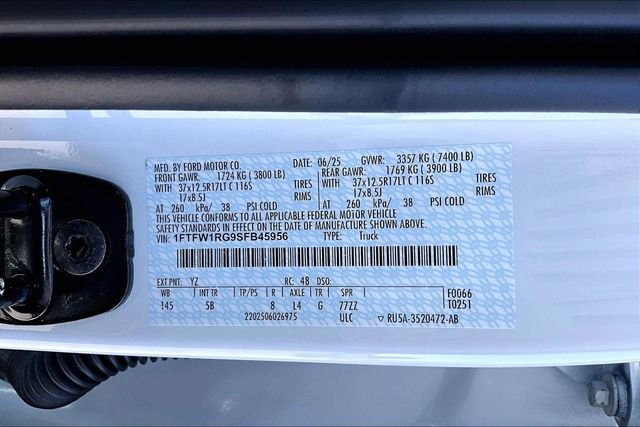 MFD. BY FORD MOTOR CO. DATE: 06/25 GVWR: 3357 KG ( 7400 LB)
FRONT GAWR: 1724 KG ( 3800 LB) REAR GAWR: 1769 KG ( 3900 LB)
WITH 37x12.5R17LT C 116S TIRES WITH 37x12.5R17LT C 116S TIRES
17x8.5J RIMS 17x8.5J RIMS
AT 260 kPa/ 38 PSI COLD AT 260 kPa/ 38 PSI COLD
THIS VEHICLE CONFORMS TO ALL APPLICABLE FEDERAL MOTOR VEHICLE
SAFETY STANDARDS IN EFFECT ON THE DATE OF MANUFACTURE SHOWN ABOVE.
VIN: 1FTFW1RG9SFB45956 TYPE: Truck
EXT PNT: YZ RC: 48 DSO:
WB INT TR TP/PS R AXLE TR SPR F0066
145 5B 8 L4 G 77ZZ T0251
2202506026975 ULC ▽ RU5A-3520472-AB